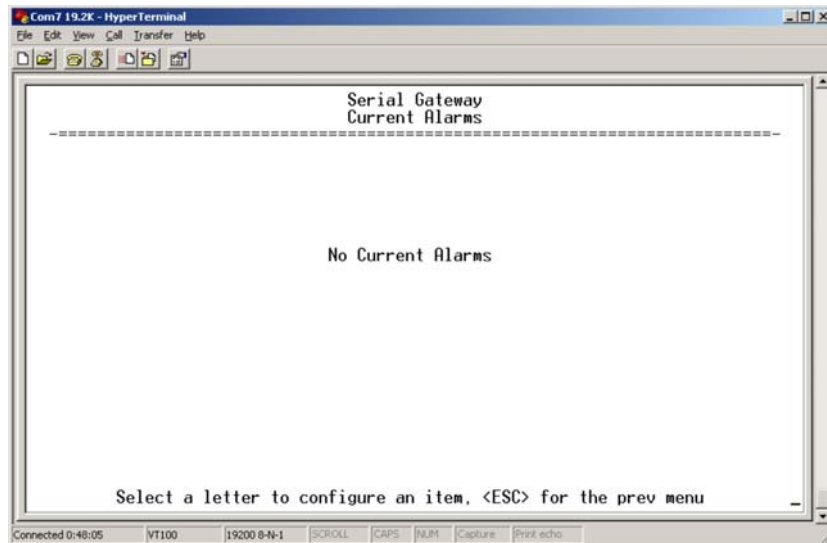 Com7 19.2K - HyperTerminal
File Edit View Call Transfer Help
Serial Gateway
Current Alarms
-===========================================================================-
No Current Alarms
Select a letter to configure an item, <ESC> for the prev menu
Connected 0:48:05 VT100 19200 8-N-1 SCROLL CAPS NUM Capture Print echo